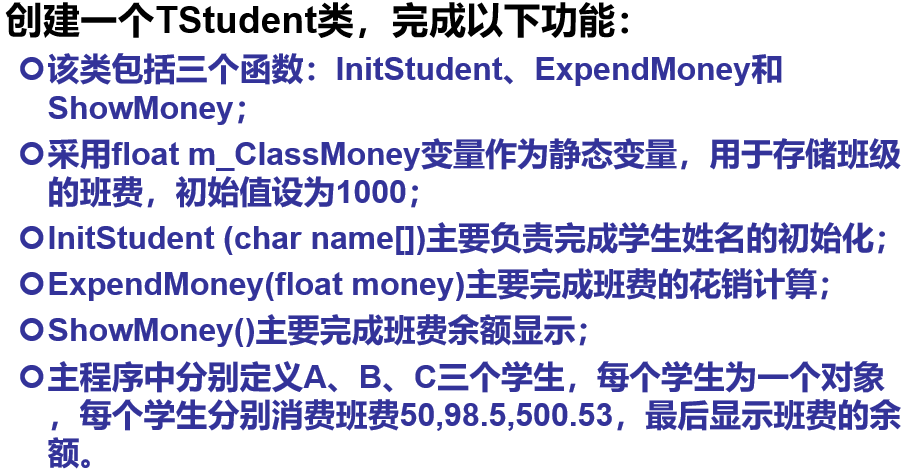 创建一个TStudent类，完成以下功能：
该类包括三个函数：InitStudent、ExpendMoney和
ShowMoney；
采用float m_ClassMoney变量作为静态变量，用于存储班级
的班费，初始值设为1000；
InitStudent (char name[])主要负责完成学生姓名的初始化；
ExpendMoney(float money)主要完成班费的花销计算；
ShowMoney()主要完成班费余额显示；
主程序中分别定义A、B、C三个学生，每个学生为一个对象
，每个学生分别消费班费50,98.5,500.53，最后显示班费的余
额。